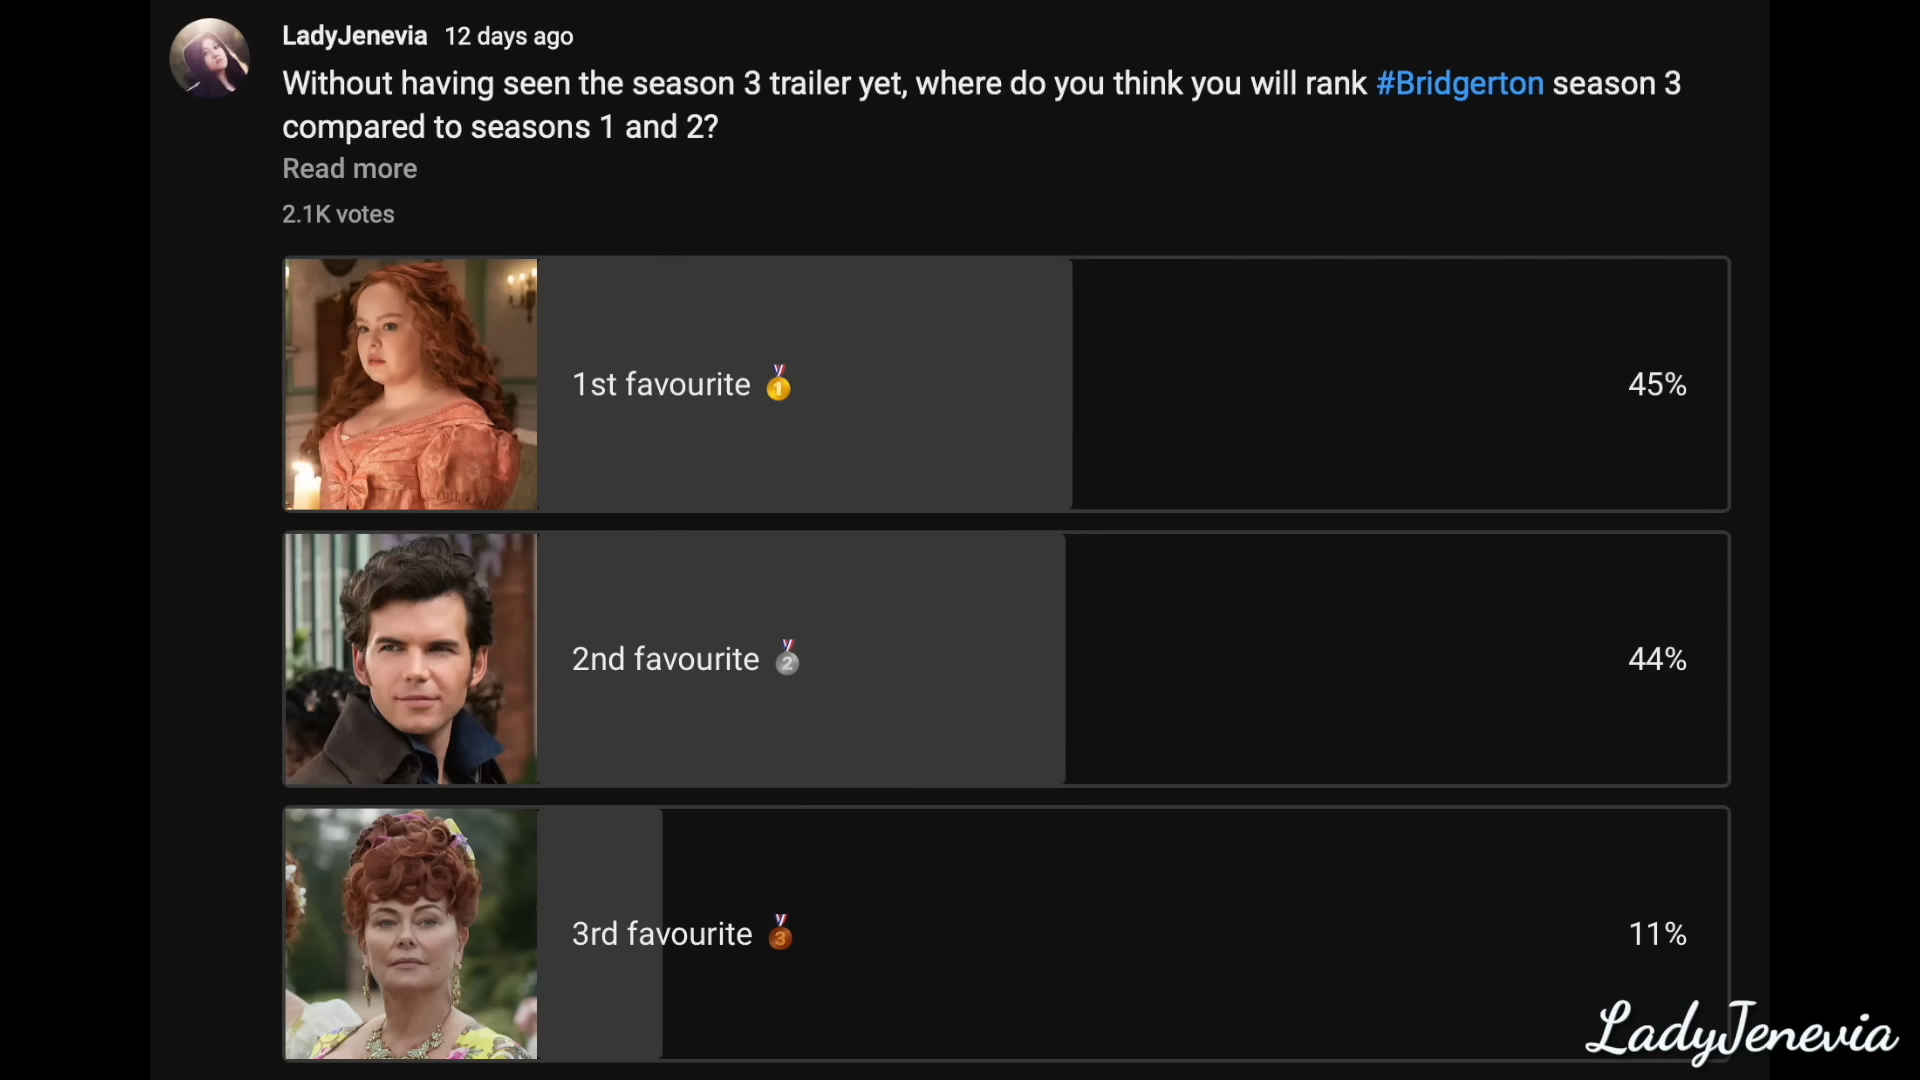 LadyJenevia 12 days ago
Without having seen the season 3 trailer yet, where do you think you will rank #Bridgerton season 3
compared to seasons 1 and 2?
Read more
2.1K votes
1st favourite 🥇 45%
2nd favourite 🥈 44%
3rd favourite 🥉 11%
LadyJenevia